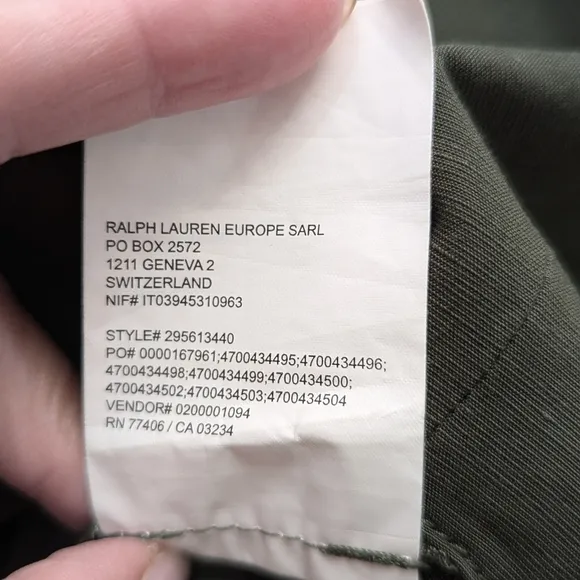 RALPH LAUREN EUROPE SARL
PO BOX 2572
1211 GENEVA 2
SWITZERLAND
NIF# IT03945310963
STYLE# 295613440
PO# 0000167961;4700434495;4700434496;
4700434498;4700434499;4700434500;
4700434502;4700434503;4700434504
VENDOR# 0200001094
RN 77406 / CA 03234